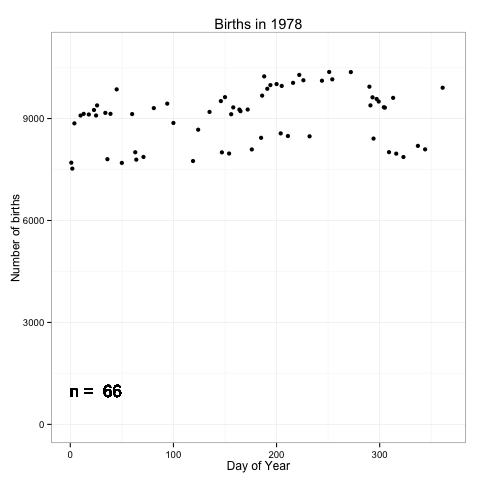 Births in 1978
Number of births
9000
6000
3000
0
n = 66
0 100 200 300
Day of Year